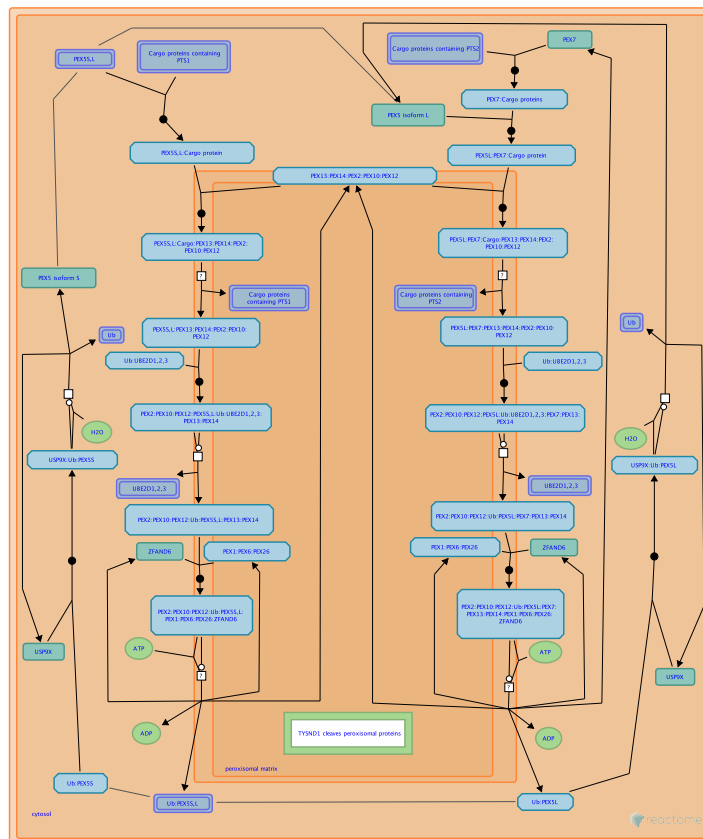 PEX5S,L
Cargo proteins containing
PTS1
Cargo proteins containing PTS2
PEX7
PEX7:Cargo proteins
PEX5 isoform L
PEX5S,L:Cargo protein
PEX5L:PEX7:Cargo protein
PEX13:PEX14:PEX2:PEX10:PEX12
PEX5S,L:Cargo:PEX13:PEX14:PEX2:
PEX10:PEX12
PEX5L:PEX7:Cargo:PEX13:PEX14:PEX2:
PEX10:PEX12
?
?
PEX5 isoform S
Cargo proteins
containing PTS1
Cargo proteins containing
PTS2
Ub
PEX5S,L:PEX13:PEX14:PEX2:PEX10:
PEX12
PEX5L:PEX7:PEX13:PEX14:PEX2:PEX10:
PEX12
Ub
Ub:UBE2D1,2,3
Ub:UBE2D1,2,3
PEX2:PEX10:PEX12:PEX5S,L:Ub:UBE2D1,2,3:
PEX13:PEX14
PEX2:PEX10:PEX12:PEX5L:Ub:UBE2D1,2,3:PEX7:PEX13:
PEX14
H2O
H2O
USP9X:Ub:PEX5S
USP9X:Ub:PEX5L
UBE2D1,2,3
UBE2D1,2,3
PEX2:PEX10:PEX12:Ub:PEX5S,L:PEX13:PEX14
PEX2:PEX10:PEX12:Ub:PEX5L:PEX7:PEX13:PEX14
ZFAND6
PEX1:PEX6:PEX26
PEX1:PEX6:PEX26
ZFAND6
PEX2:PEX10:PEX12:Ub:PEX5S,L:
PEX1:PEX6:PEX26:ZFAND6
PEX2:PEX10:PEX12:Ub:PEX5L:PEX7:
PEX13:PEX14:PEX1:PEX6:PEX26:
ZFAND6
USP9X
ATP
ATP
USP9X
?
?
ADP
TYSND1 cleaves peroxisomal proteins
ADP
peroxisomal matrix
Ub:PEX5S
Ub:PEX5S,L
Ub:PEX5L
cytosol
reactome